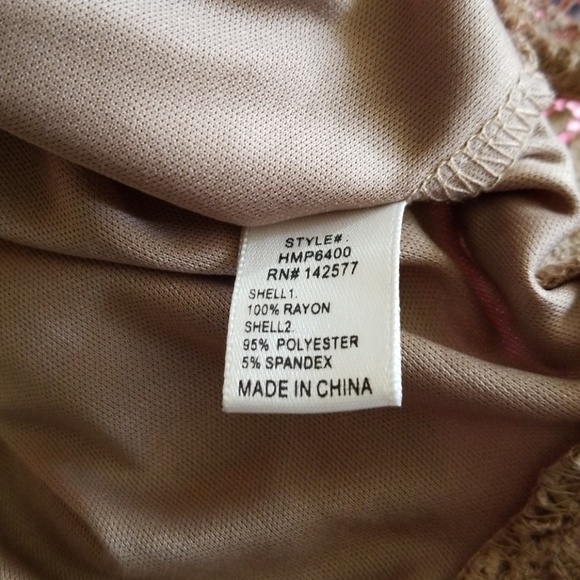 STYLE#.
HMP6400
RN# 142577
SHELL1.
100% RAYON
SHELL2.
95% POLYESTER
5% SPANDEX
MADE IN CHINA